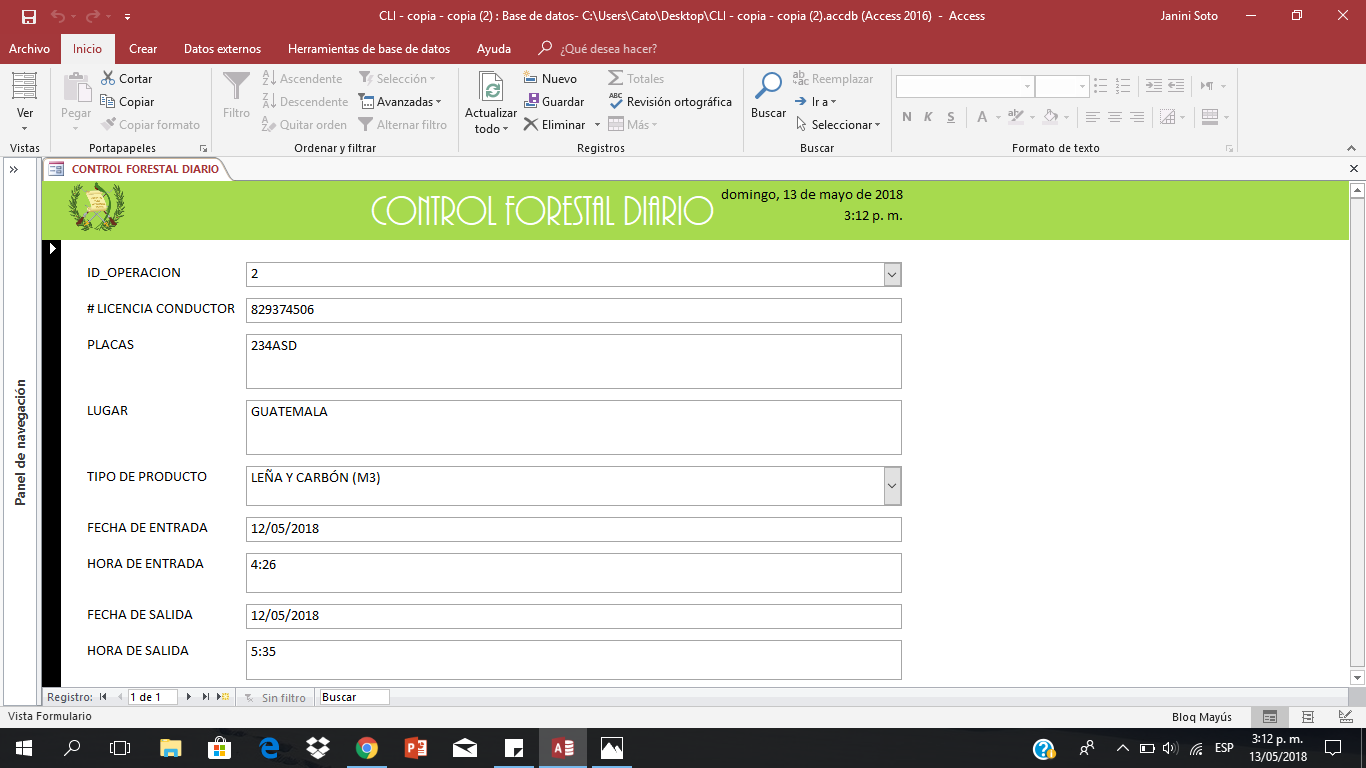 CLI - copia - copia (2) : Base de datos- C:\Users\Cato\Desktop\CLI - copia - copia (2).accdb (Access 2016) - Access
Janini Soto
Archivo Inicio Crear Datos externos Herramientas de base de datos Ayuda ¿Qué desea hacer?
Ver
Vistas
Pegar
Cortar
Copiar
Copiar formato
Portapapeles
Filtro
Ascendente
Descendente
Quitar orden
Selección
Avanzadas
Alternar filtro
Ordenar y filtrar
Actualizar
todo
Nuevo
Guardar
Eliminar
Totales
Revisión ortográfica
Más
Registros
Buscar
Reemplazar
Ir a
Seleccionar
Buscar
N K S A
Formato de texto
Panel de navegación
CONTROL FORESTAL DIARIO
CONTROL FORESTAL DIARIO
domingo, 13 de mayo de 2018
3:12 p. m.
ID_OPERACION 2
# LICENCIA CONDUCTOR 829374506
PLACAS 234ASD
LUGAR GUATEMALA
TIPO DE PRODUCTO LEÑA Y CARBÓN (M3)
FECHA DE ENTRADA 12/05/2018
HORA DE ENTRADA 4:26
FECHA DE SALIDA 12/05/2018
HORA DE SALIDA 5:35
Registro: 1 de 1 Sin filtro Buscar
Vista Formulario
Bloq Mayús
ESP
3:12 p. m.
13/05/2018